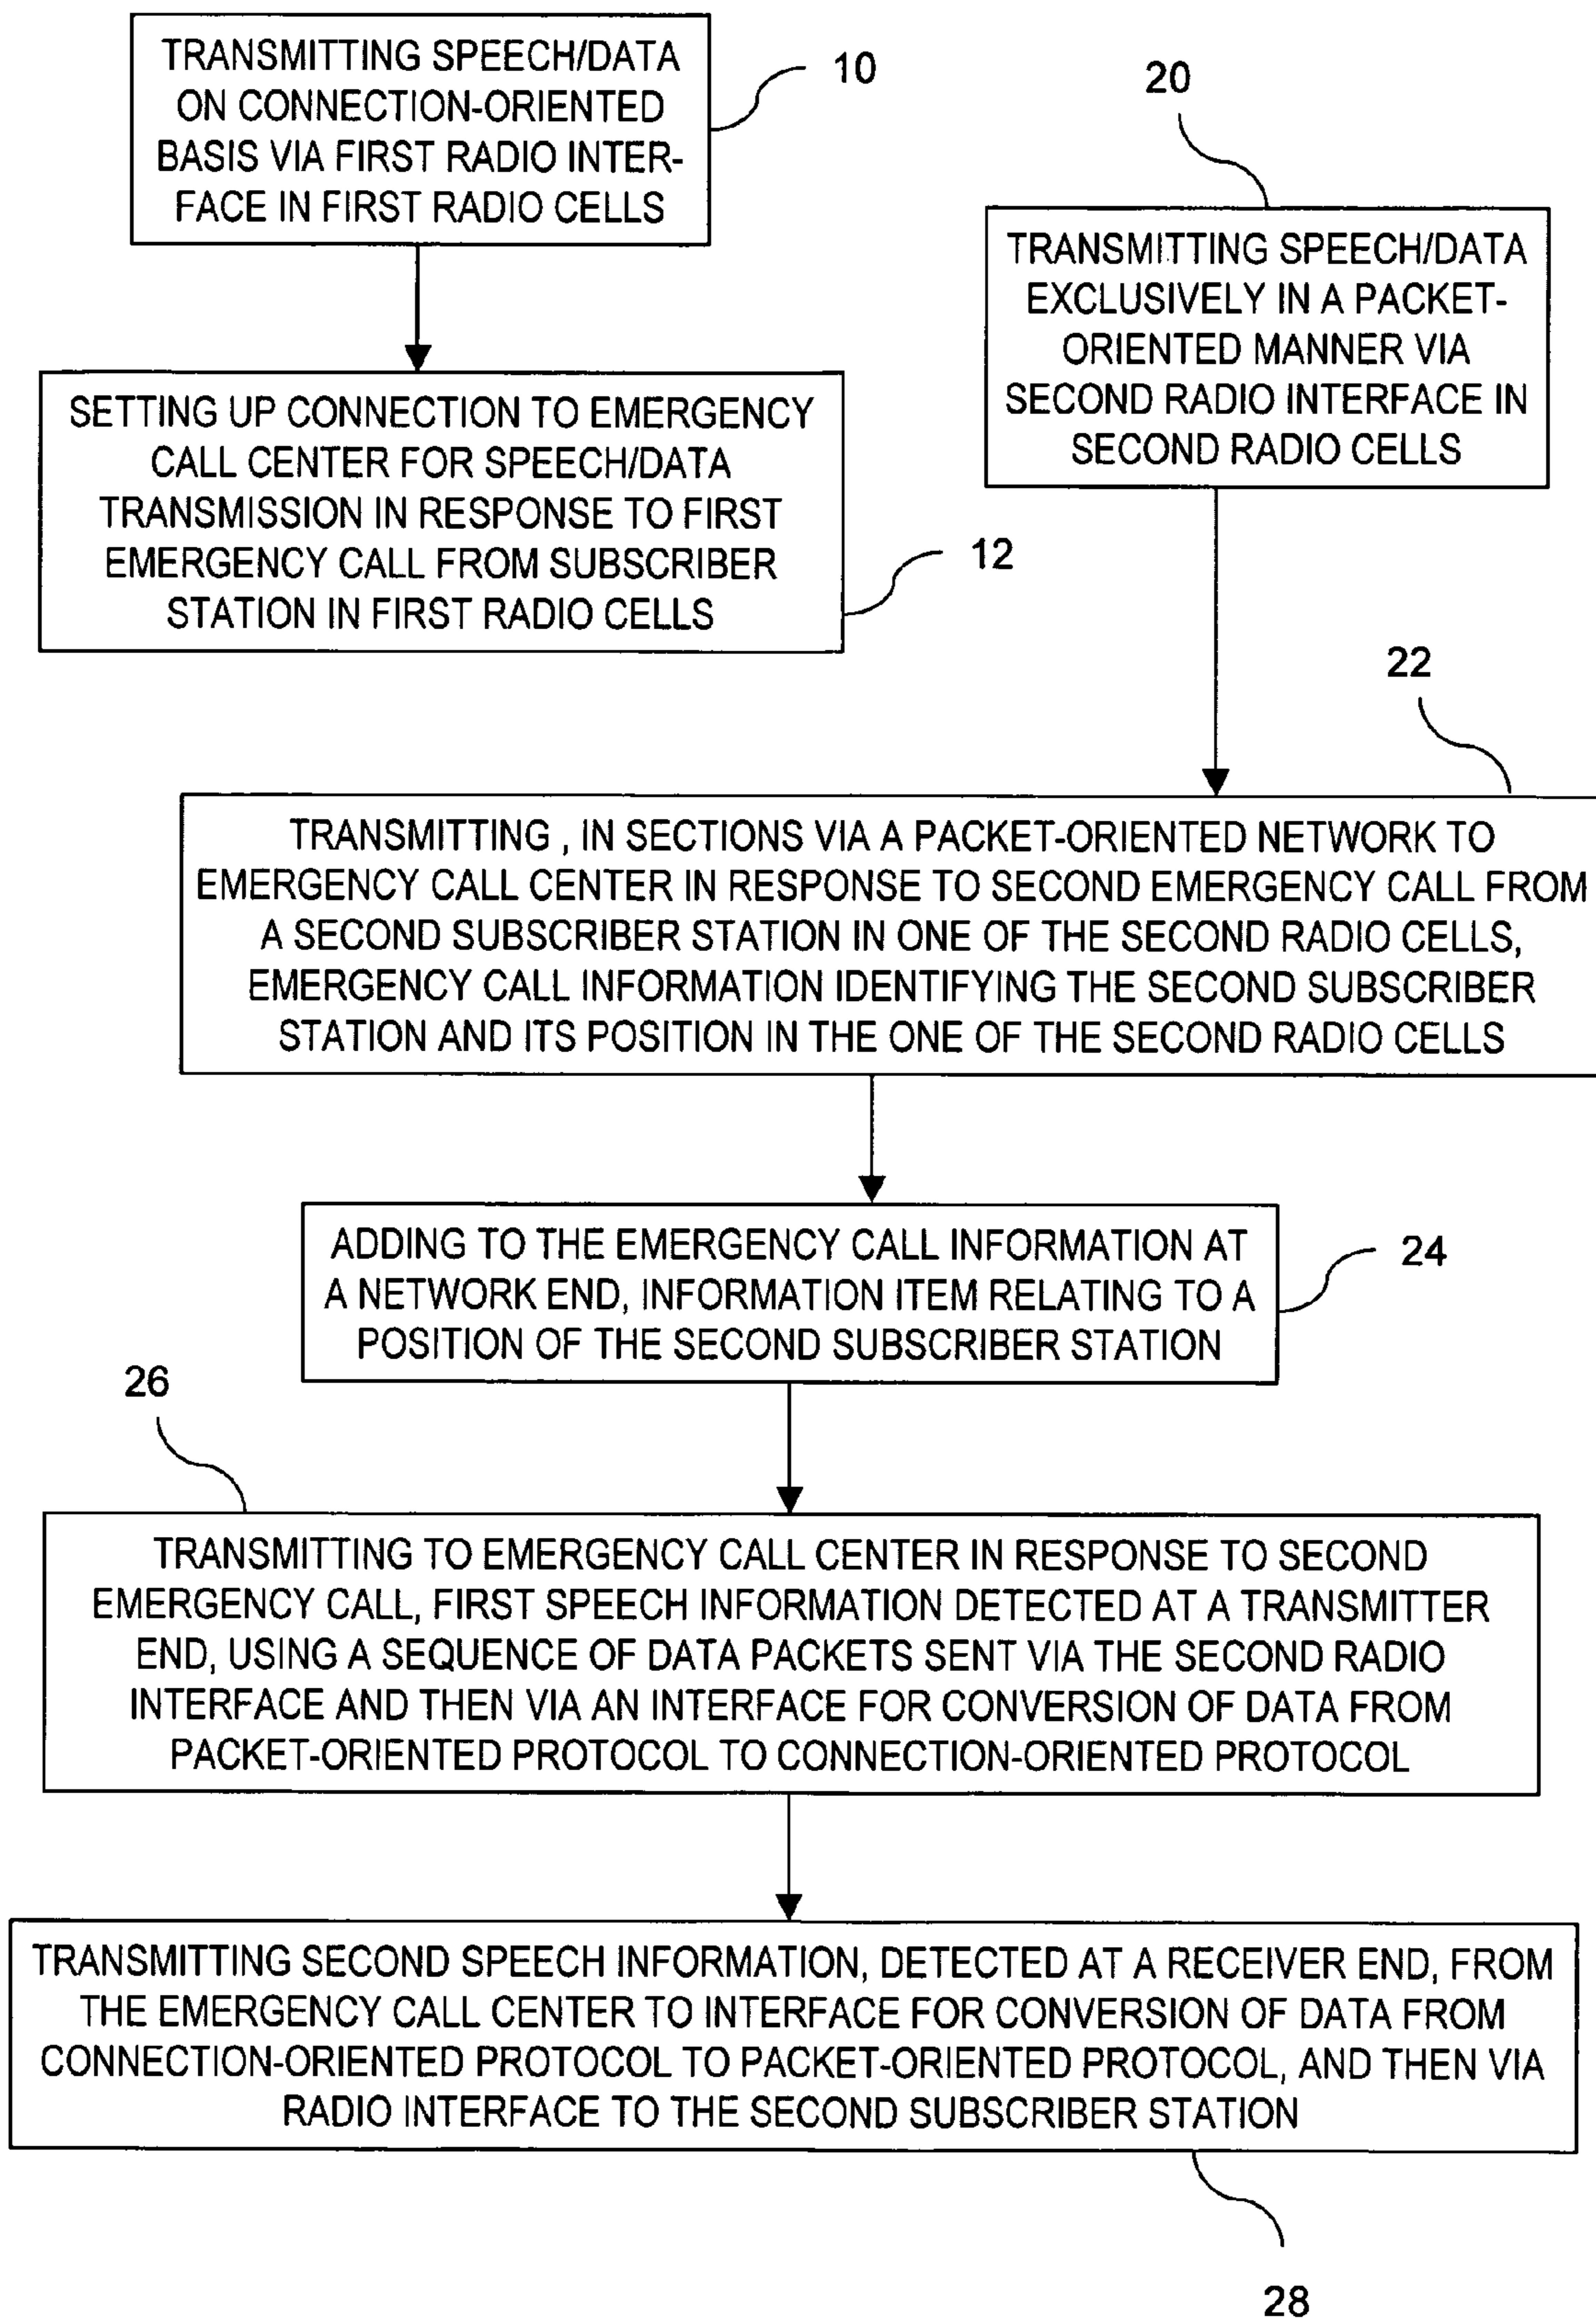 TRANSMITTING SPEECH/DATA
ON CONNECTION-ORIENTED
BASIS VIA FIRST RADIO INTER-
FACE IN FIRST RADIO CELLS
10
20
TRANSMITTING SPEECH/DATA
EXCLUSIVELY IN A PACKET-
ORIENTED MANNER VIA
SECOND RADIO INTERFACE IN
SECOND RADIO CELLS
SETTING UP CONNECTION TO EMERGENCY
CALL CENTER FOR SPEECH/DATA
TRANSMISSION IN RESPONSE TO FIRST
EMERGENCY CALL FROM SUBSCRIBER
STATION IN FIRST RADIO CELLS
12
22
TRANSMITTING , IN SECTIONS VIA A PACKET-ORIENTED NETWORK TO
EMERGENCY CALL CENTER IN RESPONSE TO SECOND EMERGENCY CALL FROM
A SECOND SUBSCRIBER STATION IN ONE OF THE SECOND RADIO CELLS,
EMERGENCY CALL INFORMATION IDENTIFYING THE SECOND SUBSCRIBER
STATION AND ITS POSITION IN THE ONE OF THE SECOND RADIO CELLS
ADDING TO THE EMERGENCY CALL INFORMATION AT
A NETWORK END, INFORMATION ITEM RELATING TO A
POSITION OF THE SECOND SUBSCRIBER STATION
24
26
TRANSMITTING TO EMERGENCY CALL CENTER IN RESPONSE TO SECOND
EMERGENCY CALL, FIRST SPEECH INFORMATION DETECTED AT A TRANSMITTER
END, USING A SEQUENCE OF DATA PACKETS SENT VIA THE SECOND RADIO
INTERFACE AND THEN VIA AN INTERFACE FOR CONVERSION OF DATA FROM
PACKET-ORIENTED PROTOCOL TO CONNECTION-ORIENTED PROTOCOL
TRANSMITTING SECOND SPEECH INFORMATION, DETECTED AT A RECEIVER END, FROM
THE EMERGENCY CALL CENTER TO INTERFACE FOR CONVERSION OF DATA FROM
CONNECTION-ORIENTED PROTOCOL TO PACKET-ORIENTED PROTOCOL, AND THEN VIA
RADIO INTERFACE TO THE SECOND SUBSCRIBER STATION
28